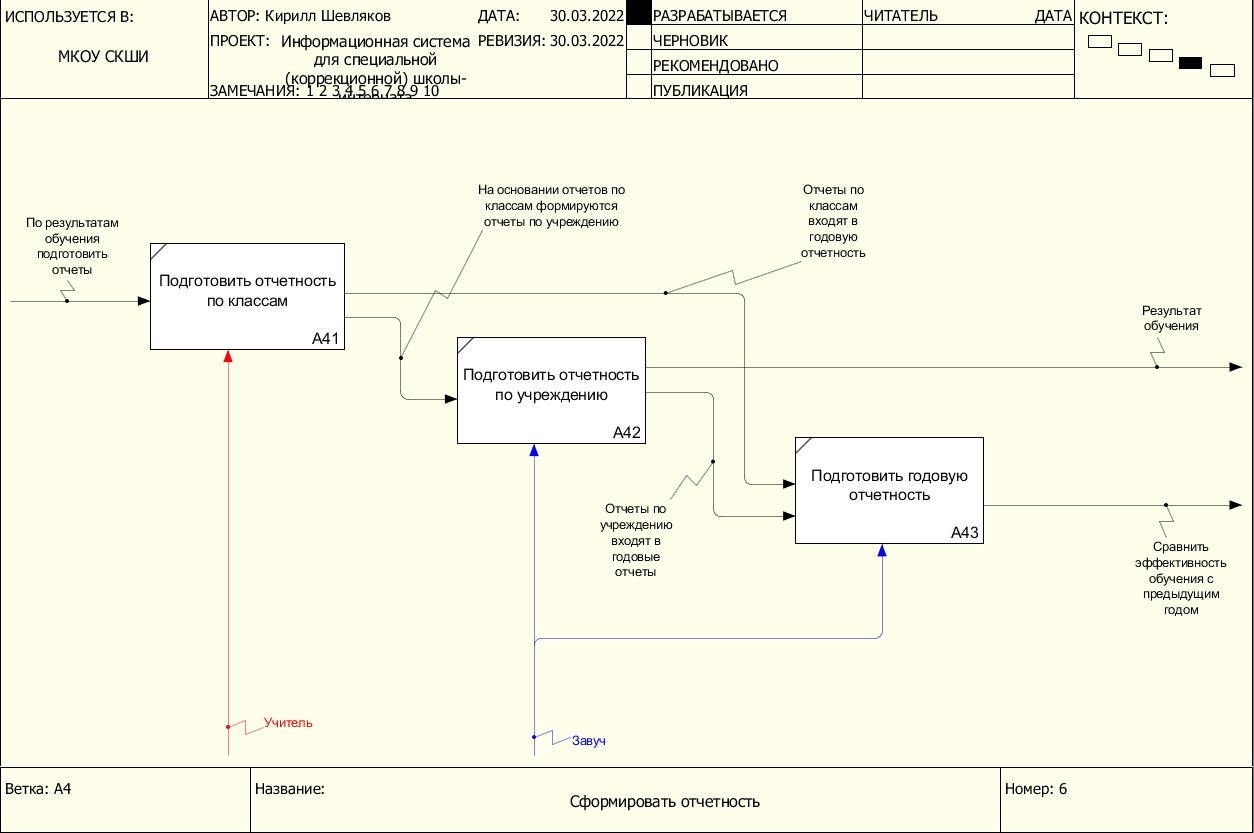 ИСПОЛЬЗУЕТСЯ В:
МКОУ СКШИ
АВТОР: Кирилл Шевляков
ДАТА: 30.03.2022
ПРОЕКТ: Информационная система
для специальной
(коррекционной) школы-
РЕВИЗИЯ: 30.03.2022
ЗАМЕЧАНИЯ: 1 2 3 4 5 6 7 8 9 10
РАЗРАБАТЫВАЕТСЯ
ЧЕРНОВИК
РЕКОМЕНДОВАНО
ПУБЛИКАЦИЯ
ЧИТАТЕЛЬ ДАТА
КОНТЕКСТ:
По результатам
обучения
подготовить
отчеты
На основании отчетов по
классам формируются
отчеты по учреждению
Отчеты по
классам
входят в
годовую
отчетность
Подготовить отчетность
по классам
A41
Результат
обучения
Подготовить отчетность
по учреждению
A42
Подготовить годовую
отчетность
A43
Отчеты по
учреждению
входят в
годовые
отчеты
Сравнить
эффективность
обучения с
предыдущим
годом
Учитель
Завуч
Ветка: A4
Название:
Сформировать отчетность
Номер: 6